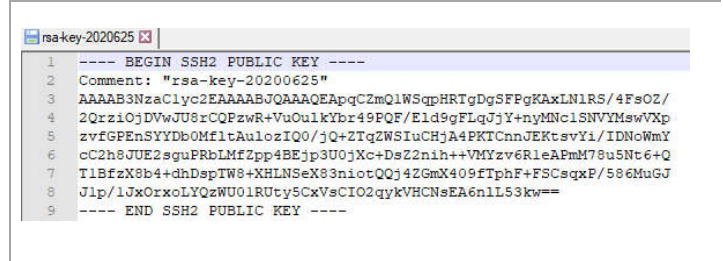 rsa-key-2020625
1 ---- BEGIN SSH2 PUBLIC KEY ----
2 Comment: "rsa-key-20200625"
3 AAAAB3NzaC1yc2EAAAABJQAAAQEApqCZmQ1WSqpHRTgDgSFPgKAxLN1RS/4FsOZ/
4 2QrziOjDVwJU8rCQPzwR+VuOulkYbr49PQF/Eld9gFLqJjY+nyMNc1SNVYMswVXp
5 zvfGPEnSYYDb0MfltAulozIQ0/jQ+ZTqZWSIuCHjA4PKTCnnJEKtsvYi/IDNoWmY
6 cC2h8JUE2sguPRbLMfZpp4BEjp3U0jXc+DsZ2nih++VMYzv6RleAPmM78u5Nt6+Q
7 T1BfzX8b4+dhDspTW8+XHLNSeX83niotQQj4ZGmX409fTphF+FSCsqxP/586MuGJ
8 J1p/1JxOrxoLYQzWU01RUty5CxVsCIO2qykVHCNsEA6nlL53kw==
9 ---- END SSH2 PUBLIC KEY ----